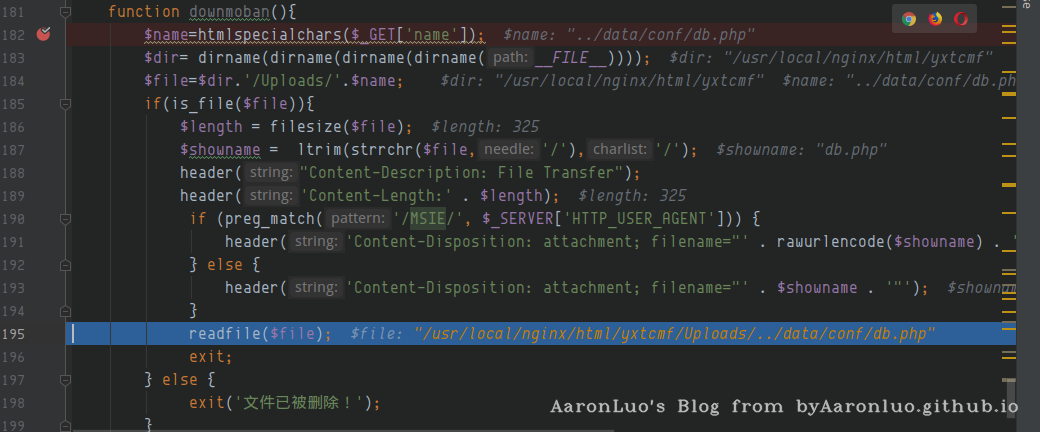 181 function downmoban(){
182 $name=htmlspecialchars($_GET['name']); $name: "../data/conf/db.php"
183 $dir= dirname(dirname(dirname(dirname( path: __FILE__)))); $dir: "/usr/local/nginx/html/yxtcmf"
184 $file=$dir.'/Uploads/'.$name; $dir: "/usr/local/nginx/html/yxtcmf" $name: "../data/conf/db.ph
185 if(is_file($file)){
186 $length = filesize($file); $length: 325
187 $showname = ltrim(strrchr($file, needle: '/'), charlist: '/'); $showname: "db.php"
188 header( string: "Content-Description: File Transfer");
189 header( string: 'Content-Length:' . $length); $length: 325
190 if (preg_match( pattern: '/MSIE/', $_SERVER['HTTP_USER_AGENT'])) {
191 header( string: 'Content-Disposition: attachment; filename="' . rawurlencode($showname) . '
192 } else {
193 header( string: 'Content-Disposition: attachment; filename="' . $showname . '"'); $shown
194 }
195 readfile($file); $file: "/usr/local/nginx/html/yxtcmf/Uploads/../data/conf/db.php"
196 exit;
197 } else {
198 exit('文件已被删除！');
199 }
AaronLuo's Blog from byAaronluo.github.io